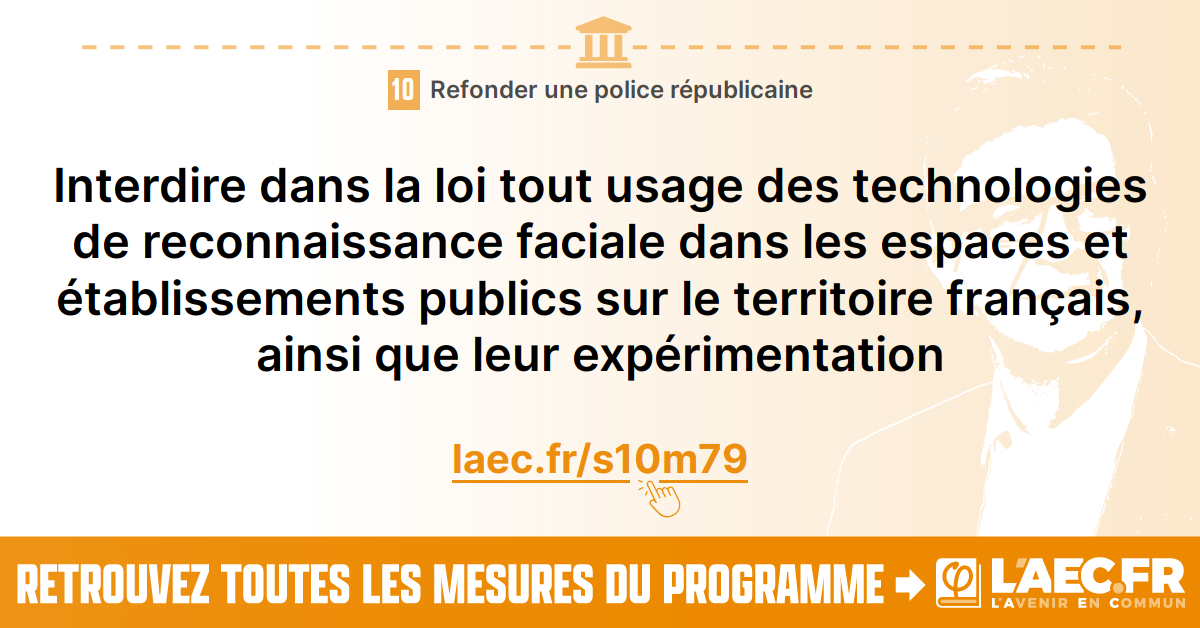 10 Refonder une police républicaine
Interdire dans la loi tout usage des technologies
de reconnaissance faciale dans les espaces et
établissements publics sur le territoire français,
ainsi que leur expérimentation
laec.fr/s10m79
RETROUVEZ TOUTES LES MESURES DU PROGRAMME
L'AEC.FR
L'AVENIR EN COMMUN